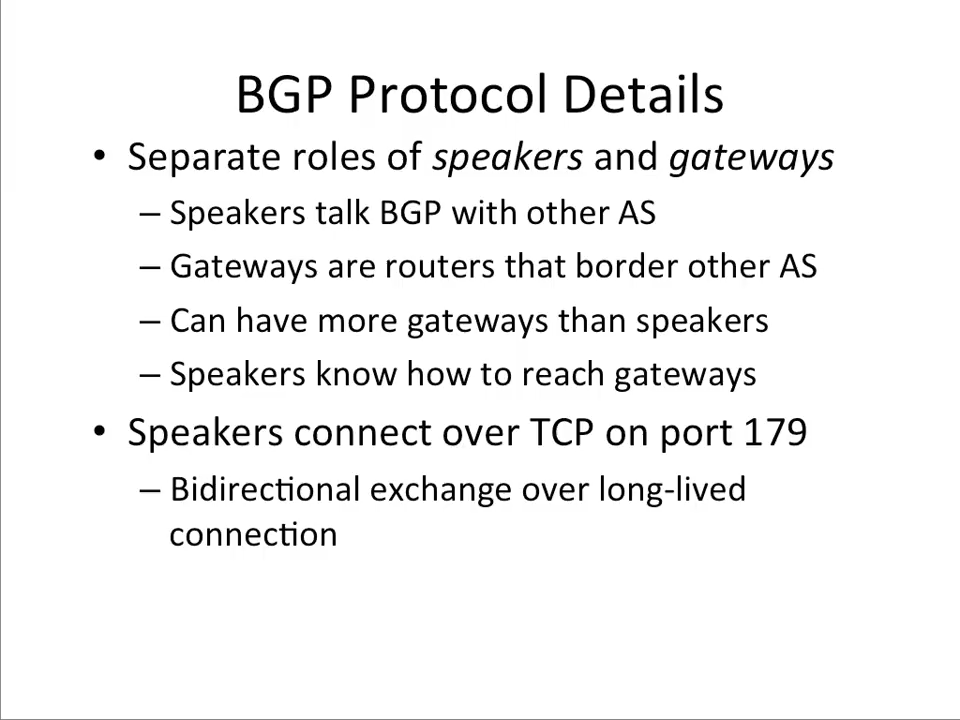 BGP Protocol Details
• Separate roles of speakers and gateways
– Speakers talk BGP with other AS
– Gateways are routers that border other AS
– Can have more gateways than speakers
– Speakers know how to reach gateways
• Speakers connect over TCP on port 179
– Bidirectional exchange over long-lived
connection